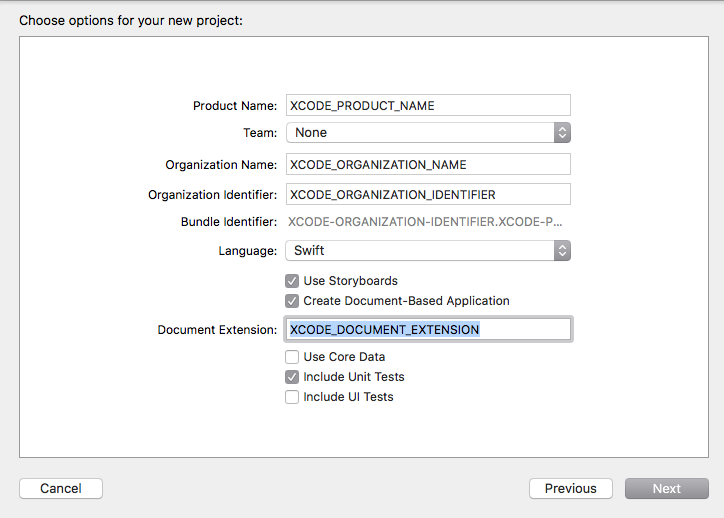 Choose options for your new project:
Product Name: XCODE_PRODUCT_NAME
Team: None
Organization Name: XCODE_ORGANIZATION_NAME
Organization Identifier: XCODE_ORGANIZATION_IDENTIFIER
Bundle Identifier: XCODE-ORGANIZATION-IDENTIFIER.XCODE-P...
Language: Swift
Use Storyboards
Create Document-Based Application
Document Extension: XCODE_DOCUMENT_EXTENSION
Use Core Data
Include Unit Tests
Include UI Tests
Cancel Previous Next